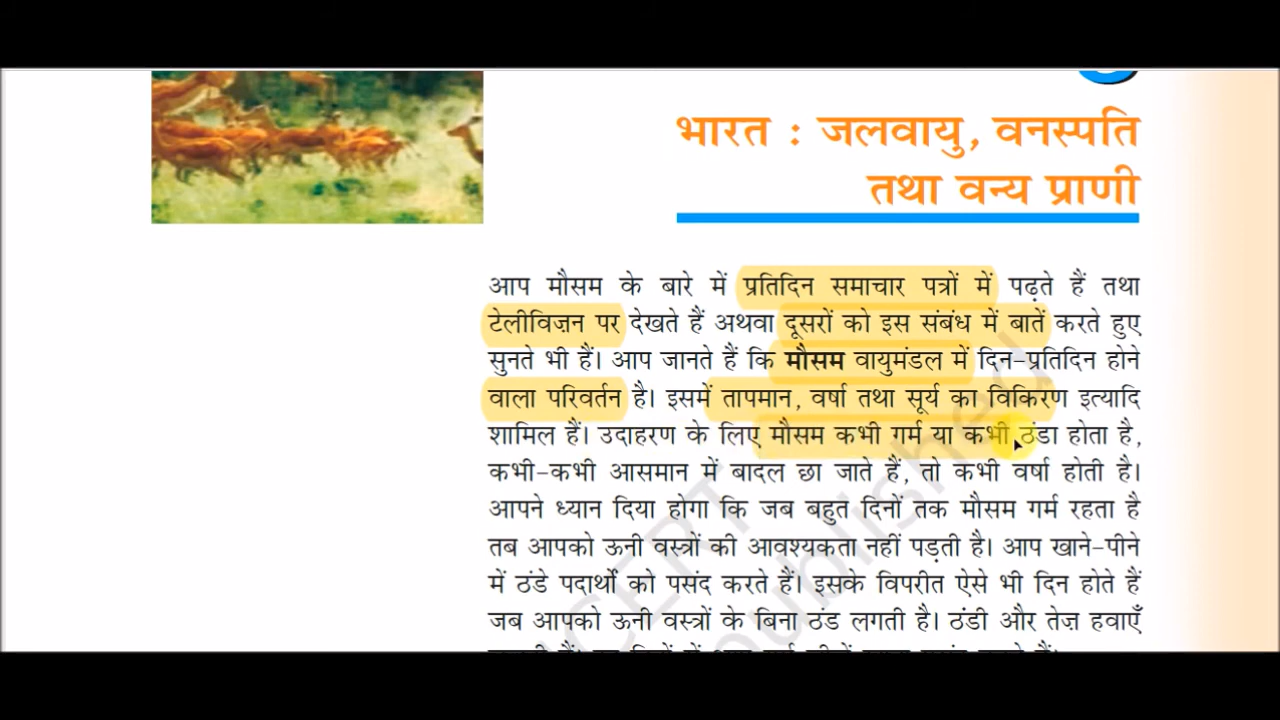 भारत : जलवायु, वनस्पति
तथा वन्य प्राणी
आप मौसम के बारे में प्रतिदिन समाचार पत्रों में पढ़ते हैं तथा
टेलीविज़न पर देखते हैं अथवा दूसरों को इस संबंध में बातें करते हुए
सुनते भी हैं। आप जानते हैं कि मौसम वायुमंडल में दिन-प्रतिदिन होने
वाला परिवर्तन है। इसमें तापमान, वर्षा तथा सूर्य का विकिरण इत्यादि
शामिल हैं। उदाहरण के लिए मौसम कभी गर्म या कभी ठंडा होता है,
कभी-कभी आसमान में बादल छा जाते हैं, तो कभी वर्षा होती है।
आपने ध्यान दिया होगा कि जब बहुत दिनों तक मौसम गर्म रहता है
तब आपको ऊनी वस्त्रों की आवश्यकता नहीं पड़ती है। आप खाने-पीने
में ठंडे पदार्थों को पसंद करते हैं। इसके विपरीत ऐसे भी दिन होते हैं
जब आपको ऊनी वस्त्रों के बिना ठंड लगती है। ठंडी और तेज़ हवाएँ